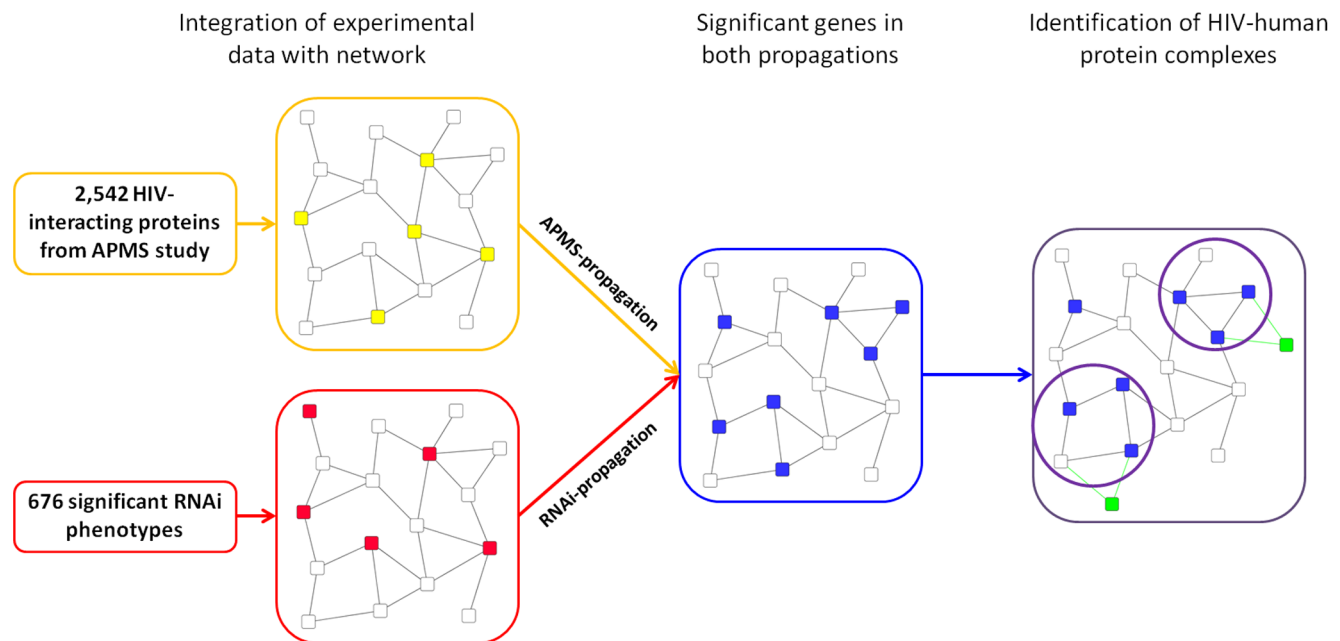 Integration of experimental
data with network
Significant genes in
both propagations
Identification of HIV-human
protein complexes
2,542 HIV-
interacting proteins
from APMS study
APMS-propagation
676 significant RNAi
phenotypes
RNAi-propagation